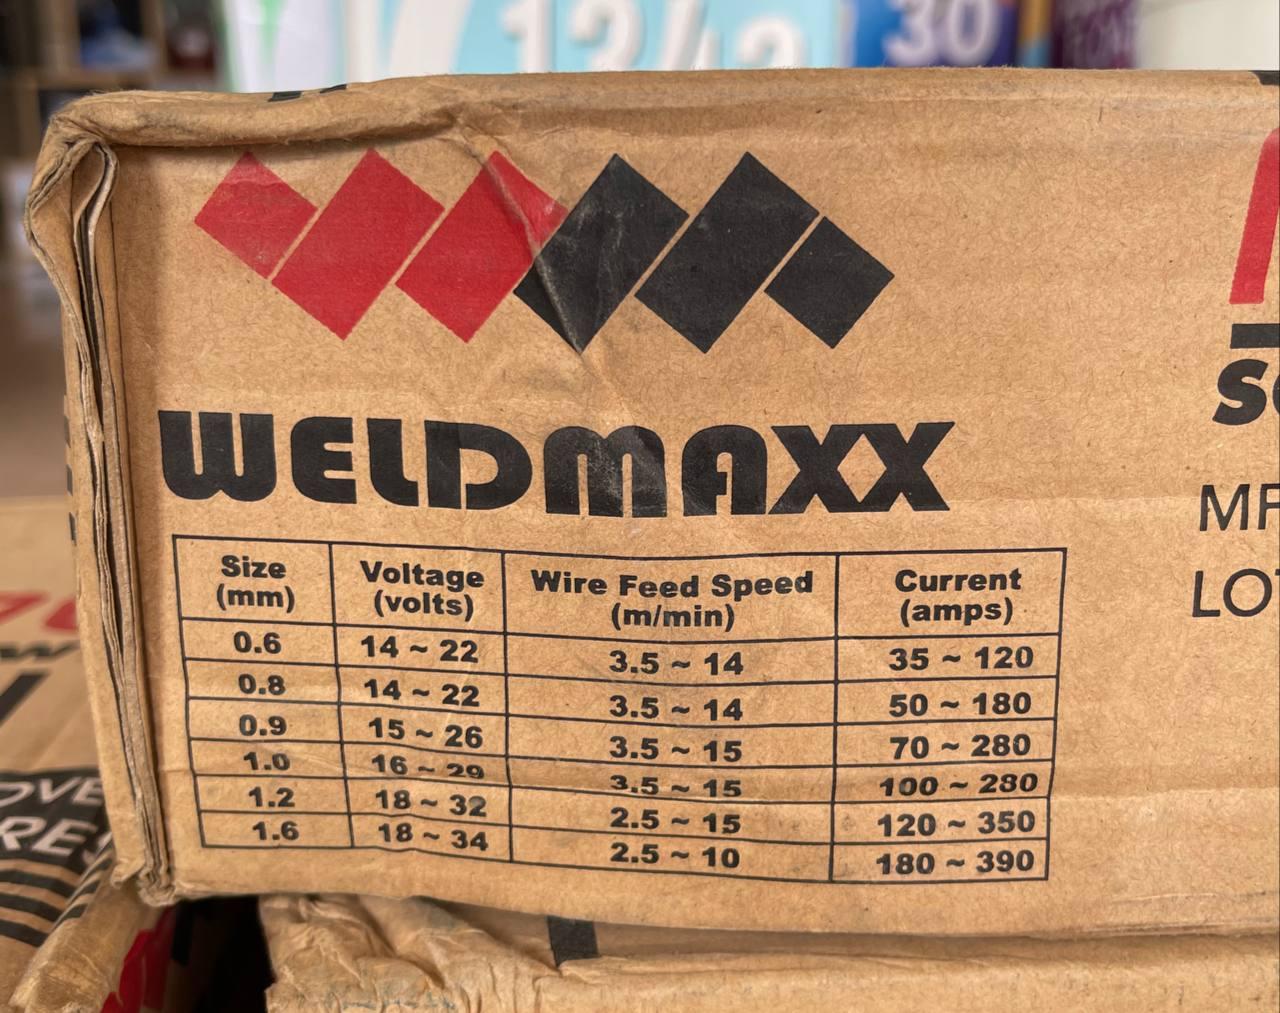 1343
30
WELDMAXX
Size (mm) Voltage (volts) Wire Feed Speed (m/min) Current (amps)
0.6 14 ~ 22 3.5 ~ 14 35 ~ 120
0.8 14 ~ 22 3.5 ~ 14 50 ~ 180
0.9 15 ~ 26 3.5 ~ 15 70 ~ 280
1.0 16 ~ 29 3.5 ~ 15 100 ~ 280
1.2 18 ~ 32 2.5 ~ 15 120 ~ 350
1.6 18 ~ 34 2.5 ~ 10 180 ~ 390
MF
LO